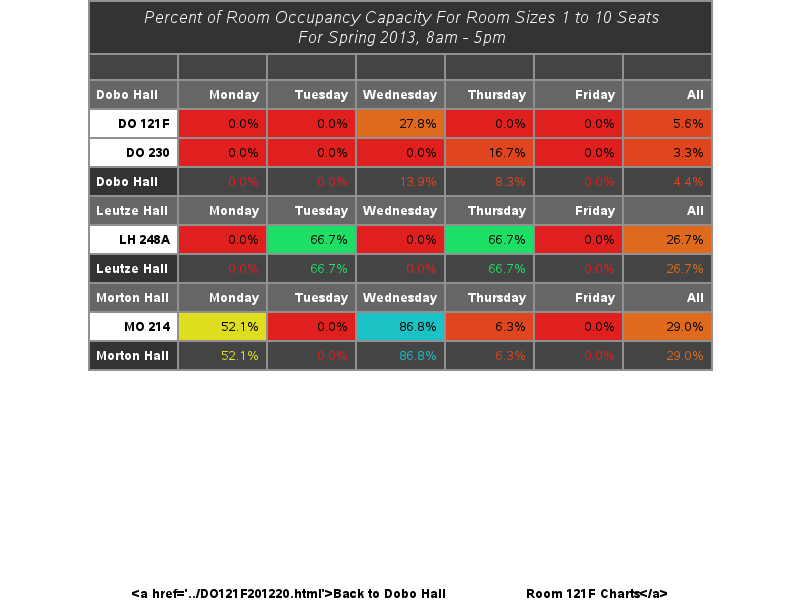 Percent of Room Occupancy Capacity For Room Sizes 1 to 10 Seats
For Spring 2013, 8am - 5pm
Dobo Hall Monday Tuesday Wednesday Thursday Friday All
DO 121F 0.0% 0.0% 27.8% 0.0% 0.0% 5.6%
DO 230 0.0% 0.0% 0.0% 16.7% 0.0% 3.3%
Dobo Hall 0.0% 0.0% 13.9% 8.3% 0.0% 4.4%
Leutze Hall Monday Tuesday Wednesday Thursday Friday All
LH 248A 0.0% 66.7% 0.0% 66.7% 0.0% 26.7%
Leutze Hall 0.0% 66.7% 0.0% 66.7% 0.0% 26.7%
Morton Hall Monday Tuesday Wednesday Thursday Friday All
MO 214 52.1% 0.0% 86.8% 6.3% 0.0% 29.0%
Morton Hall 52.1% 0.0% 86.8% 6.3% 0.0% 29.0%
<a href='../DO121F201220.html'>Back to Dobo Hall Room 121F Charts</a>